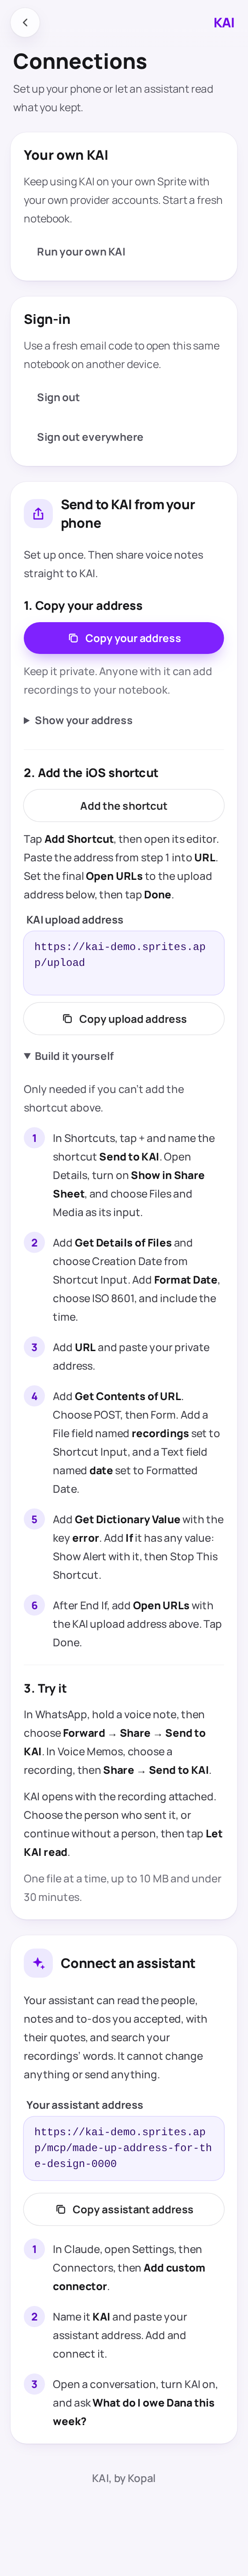 KAI
Connections
Set up your phone or let an assistant read
what you kept.
Your own KAI
Keep using KAI on your own Sprite with
your own provider accounts. Start a fresh
notebook.
Run your own KAI
Sign-in
Use a fresh email code to open this same
notebook on another device.
Sign out
Sign out everywhere
Send to KAI from your
phone
Set up once. Then share voice notes
straight to KAI.
1. Copy your address
Copy your address
Keep it private. Anyone with it can add
recordings to your notebook.
Show your address
2. Add the iOS shortcut
Add the shortcut
Tap Add Shortcut, then open its editor.
Paste the address from step 1 into URL.
Set the final Open URLs to the upload
address below, then tap Done.
KAI upload address
https://kai-demo.sprites.ap
p/upload
Copy upload address
Build it yourself
Only needed if you can't add the
shortcut above.
1 In Shortcuts, tap + and name the
shortcut Send to KAI. Open
Details, turn on Show in Share
Sheet, and choose Files and
Media as its input.
2 Add Get Details of Files and
choose Creation Date from
Shortcut Input. Add Format Date,
choose ISO 8601, and include the
time.
3 Add URL and paste your private
address.
4 Add Get Contents of URL.
Choose POST, then Form. Add a
File field named recordings set to
Shortcut Input, and a Text field
named date set to Formatted
Date.
5 Add Get Dictionary Value with the
key error. Add If it has any value:
Show Alert with it, then Stop This
Shortcut.
6 After End If, add Open URLs with
the KAI upload address above. Tap
Done.
3. Try it
In WhatsApp, hold a voice note, then
choose Forward → Share → Send to
KAI. In Voice Memos, choose a
recording, then Share → Send to KAI.
KAI opens with the recording attached.
Choose the person who sent it, or
continue without a person, then tap Let
KAI read.
One file at a time, up to 10 MB and under
30 minutes.
Connect an assistant
Your assistant can read the people,
notes and to-dos you accepted, with
their quotes, and search your
recordings' words. It cannot change
anything or send anything.
Your assistant address
https://kai-demo.sprites.ap
p/mcp/made-up-address-for-th
e-design-0000
Copy assistant address
1 In Claude, open Settings, then
Connectors, then Add custom
connector.
2 Name it KAI and paste your
assistant address. Add and
connect it.
3 Open a conversation, turn KAI on,
and ask What do I owe Dana this
week?
KAI, by Kopal